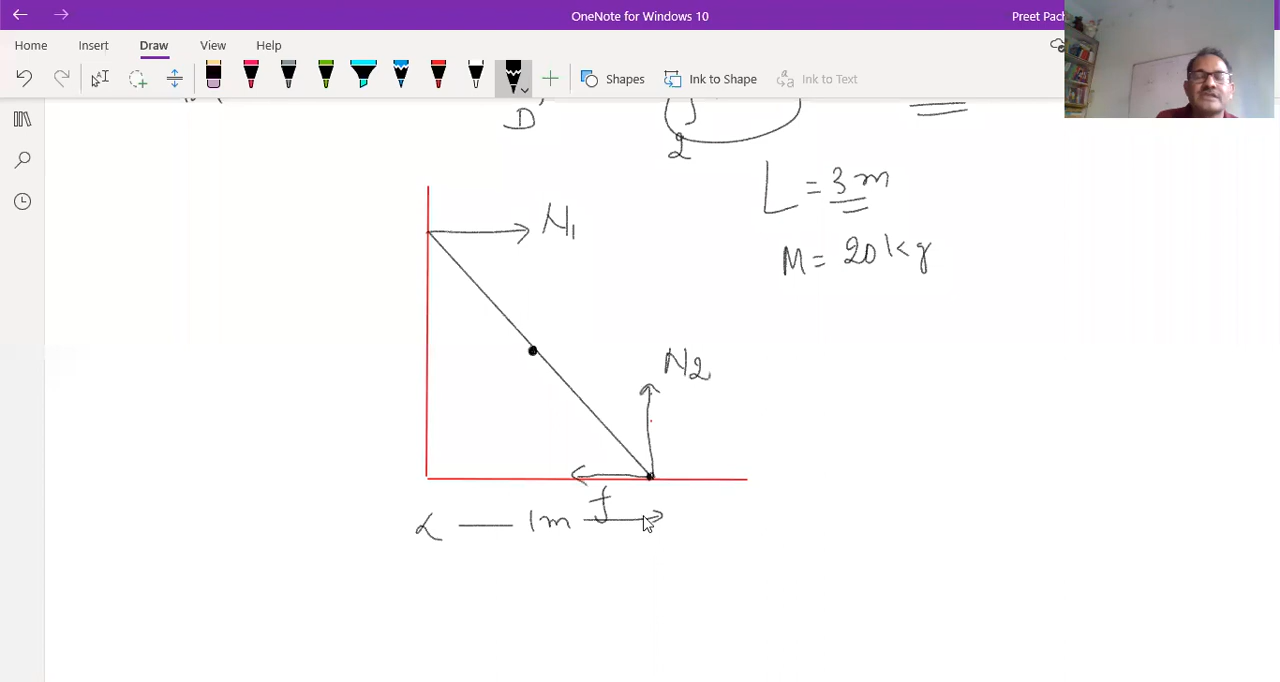 OneNote for Windows 10
Preet Pach
Home Insert Draw View Help
Shapes Ink to Shape Ink to Text
D
2
L = 3m
M = 20kg
N1
N2
f
1m